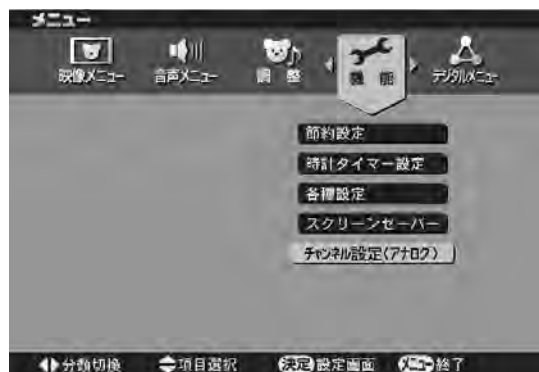 メニュー
映像メニュー 音声メニュー 調整 機能 デジタルメニュー
節約設定
時計タイマー設定
各種設定
スクリーンセーバー
チャンネル設定(アナログ)
分類切換 項目選択 決定 設定画面 メニュー 終了